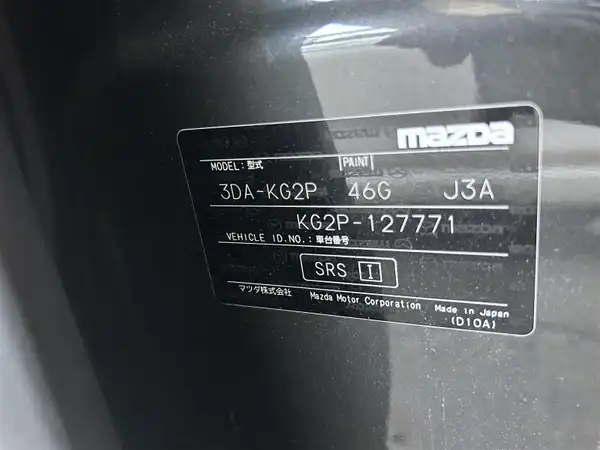 mazda
MODEL:型式 PAINT
3DA-KG2P 46G J3A
KG2P-127771
VEHICLE ID.NO.:車台番号
SRS I
マツダ株式会社 Mazda Motor Corporation Made in Japan
(D10A)